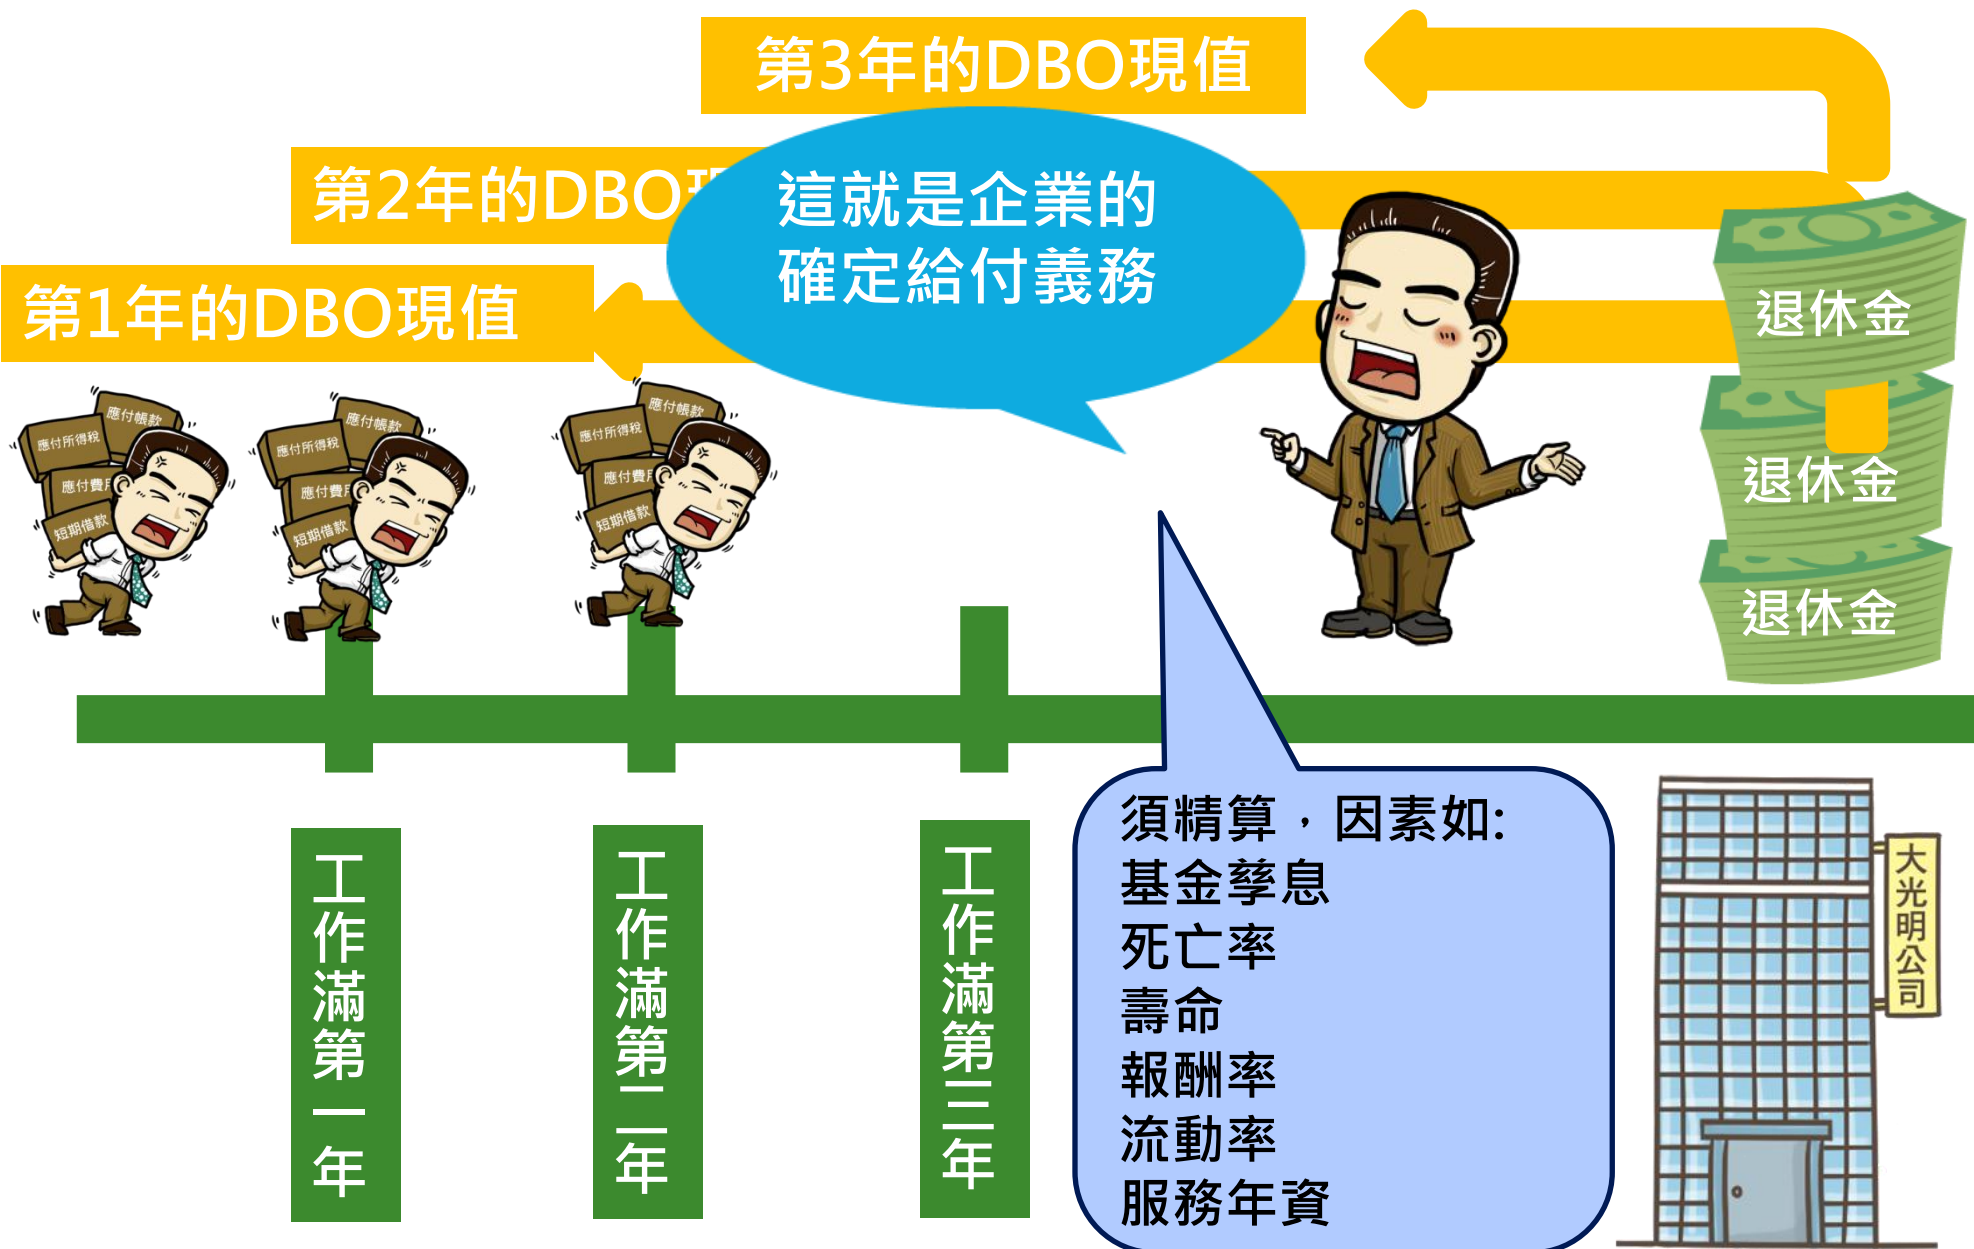 第3年的DBO現值
第2年的DBO
第1年的DBO現值
這就是企業的
確定給付義務
退休金
退休金
退休金
應付帳款
應付所得稅
應付費
短期借款
應付帳款
應付所得稅
應付費
短期借款
應付帳款
應付所得稅
應付費
短期借款
工作滿第一年
工作滿第二年
工作滿第三年
須精算，因素如:
基金孳息
死亡率
壽命
報酬率
流動率
服務年資
大光明公司